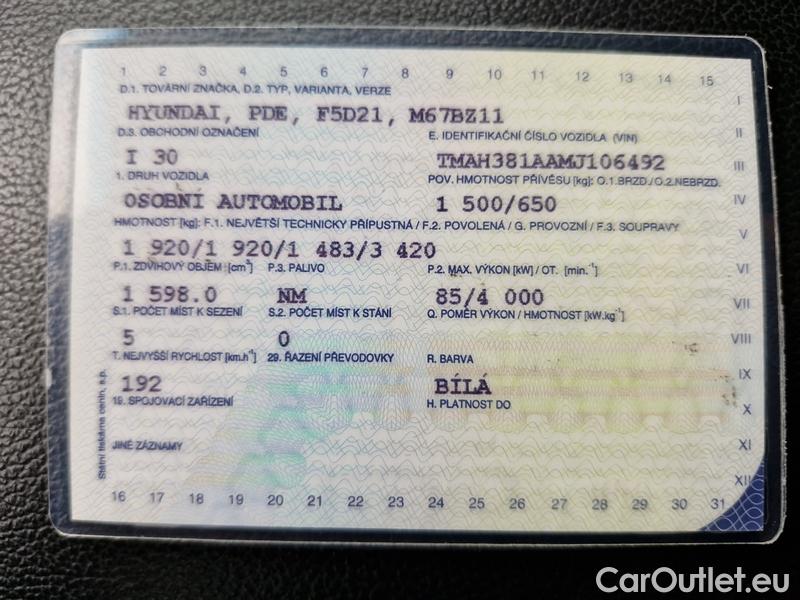 1 2 3 4 5 6 7 8 9 10 11 12 13 14 15
D.1. TOVÁRNÍ ZNAČKA, D.2. TYP, VARIANTA, VERZE
I
HYUNDAI, PDE, F5D21, M67BZ11
D.3. OBCHODNÍ OZNAČENÍ E. IDENTIFIKAČNÍ ČÍSLO VOZIDLA (VIN) II
I 30 TMAH381AAMJ106492 III
1. DRUH VOZIDLA POV. HMOTNOST PŘÍVĚSU [kg]: O.1.BRZD./O.2.NEBRZD.
OSOBNÍ AUTOMOBIL 1 500/650 IV
HMOTNOST [kg]: F.1. NEJVĚTŠÍ TECHNICKY PŘÍPUSTNÁ / F.2. POVOLENÁ / G. PROVOZNÍ / F.3. SOUPRAVY
V
1 920/1 920/1 483/3 420
P.1. ZDVIHOVÝ OBJEM [cm³] P.3. PALIVO P.2. MAX. VÝKON [kW] / OT. [min.⁻¹] VI
1 598.0 NM 85/4 000 VII
S.1. POČET MÍST K SEZENÍ S.2. POČET MÍST K STÁNÍ Q. POMĚR VÝKON / HMOTNOST [kW.kg⁻¹]
5 0 VIII
T. NEJVYŠŠÍ RYCHLOST [km.h⁻¹] 29. ŘAZENÍ PŘEVODOVKY R. BARVA
192 BÍLÁ IX
19. SPOJOVACÍ ZAŘÍZENÍ H. PLATNOST DO X
JINÉ ZÁZNAMY XI
Státní tiskárna cenin, s.p.
XII
16 17 18 19 20 21 22 23 24 25 26 27 28 29 30 31
CarOutlet.eu